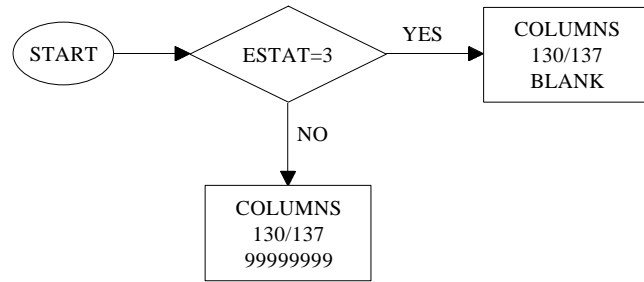 START
ESTAT=3
YES
COLUMNS
130/137
BLANK
NO
COLUMNS
130/137
99999999